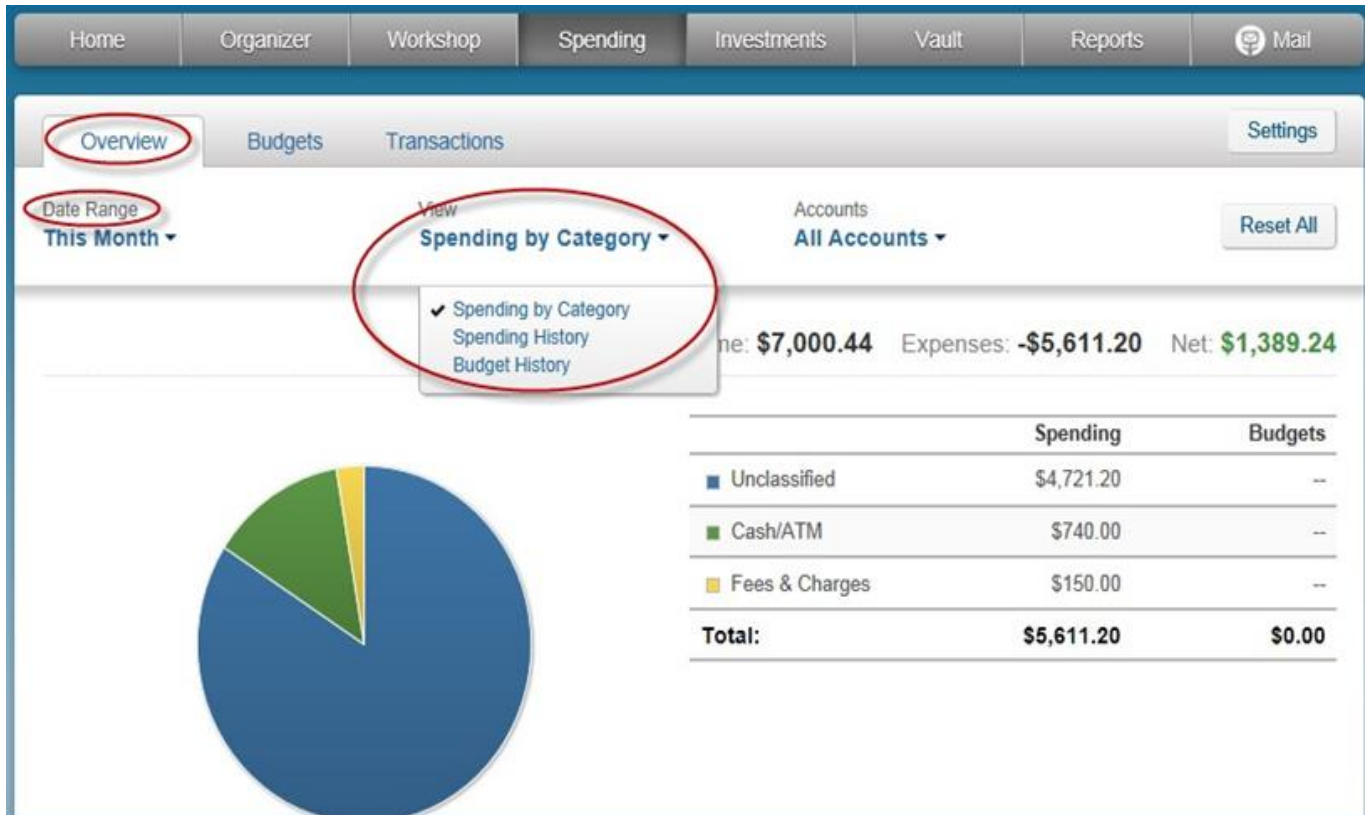 Home Organizer Workshop Spending Investments Vault Reports Mail
Overview Budgets Transactions Settings
Date Range View Accounts
This Month Spending by Category All Accounts Reset All
Spending by Category
Spending History
Budget History
me: $7,000.44 Expenses: -$5,611.20 Net: $1,389.24
Spending Budgets
Unclassified $4,721.20 --
Cash/ATM $740.00 --
Fees & Charges $150.00 --
Total: $5,611.20 $0.00